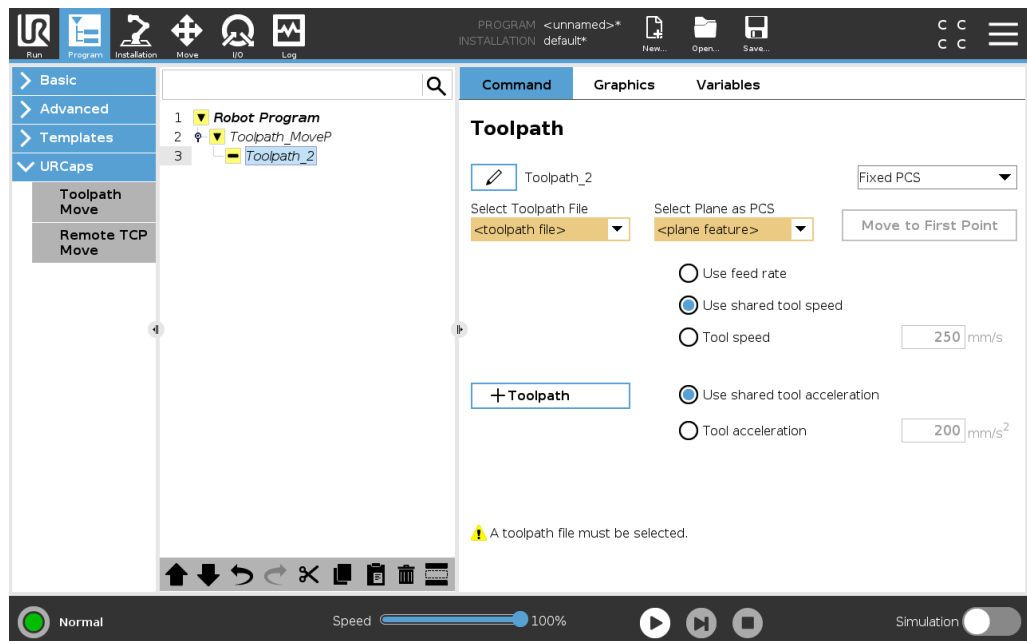 UR
Run
Program
Installation
Move
I/O
Log
PROGRAM <unnamed>*
INSTALLATION default*
New...
Open...
Save...
C C
C C
Basic
Advanced
Templates
URCaps
Toolpath
Move
Remote TCP
Move
1 Robot Program
2 Toolpath_MoveP
3 Toolpath_2
Command Graphics Variables
Toolpath
Toolpath_2
Fixed PCS
Select Toolpath File
Select Plane as PCS
<toolpath file>
<plane feature>
Move to First Point
Use feed rate
Use shared tool speed
Tool speed 250 mm/s
+Toolpath
Use shared tool acceleration
Tool acceleration 200 mm/s²
A toolpath file must be selected.
Normal
Speed 100%
Simulation